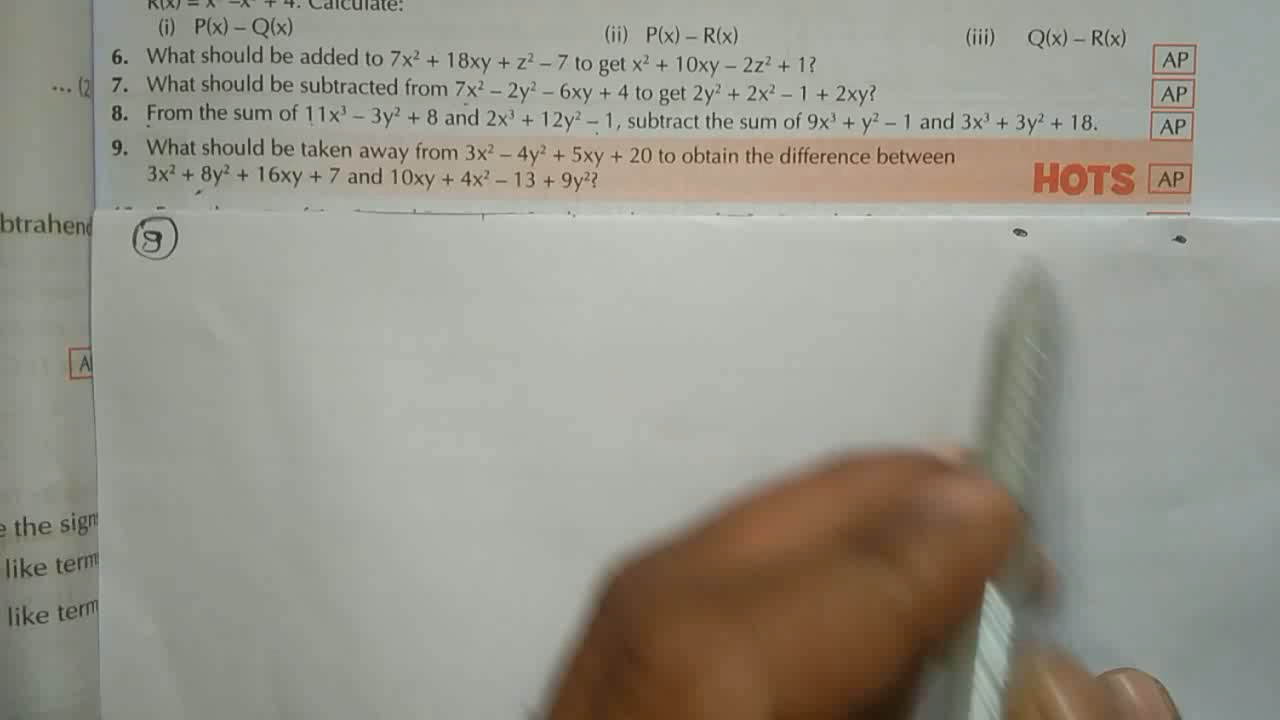 R(x) = x³ – x² + 4. Calculate:
(i) P(x) – Q(x) (ii) P(x) – R(x) (iii) Q(x) – R(x)
6. What should be added to 7x² + 18xy + z² – 7 to get x² + 10xy – 2z² + 1? AP
... (2
7. What should be subtracted from 7x² – 2y² – 6xy + 4 to get 2y² + 2x² – 1 + 2xy? AP
8. From the sum of 11x³ – 3y² + 8 and 2x³ + 12y² – 1, subtract the sum of 9x³ + y² – 1 and 3x³ + 3y² + 18. AP
9. What should be taken away from 3x² – 4y² + 5xy + 20 to obtain the difference between
3x² + 8y² + 16xy + 7 and 10xy + 4x² – 13 + 9y²? HOTS AP
btrahend
9
A
e the sign
like term
like term